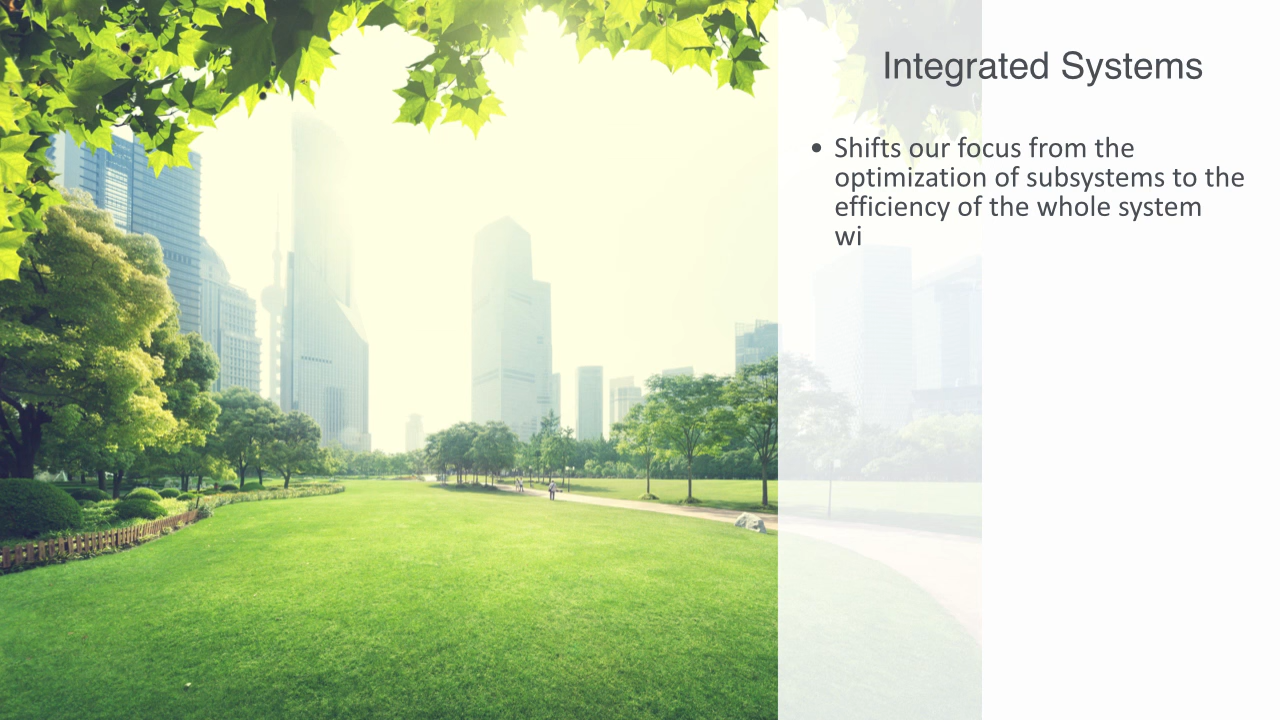 Integrated Systems
• Shifts our focus from the
optimization of subsystems to the
efficiency of the whole system
wi